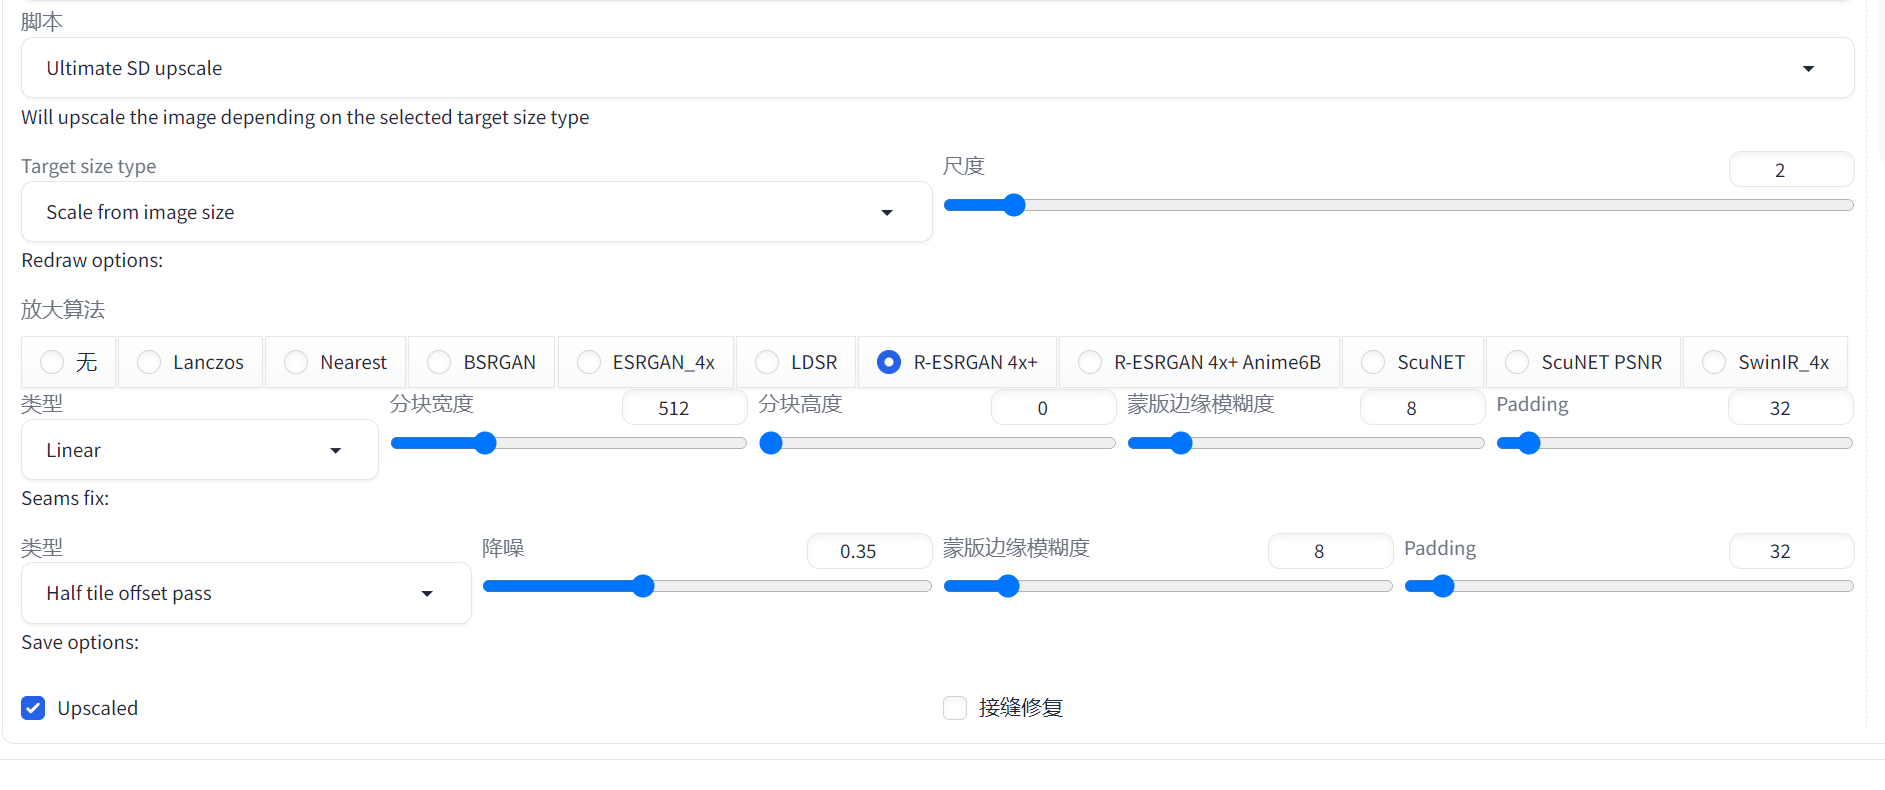 脚本
Ultimate SD upscale
Will upscale the image depending on the selected target size type
Target size type
尺度
2
Scale from image size
Redraw options:
放大算法
无 Lanczos Nearest BSRGAN ESRGAN_4x LDSR R-ESRGAN 4x+ R-ESRGAN 4x+ Anime6B ScuNET ScuNET PSNR SwinIR_4x
类型 分块宽度 512 分块高度 0 蒙版边缘模糊度 8 Padding 32
Linear
Seams fix:
类型 降噪 0.35 蒙版边缘模糊度 8 Padding 32
Half tile offset pass
Save options:
Upscaled 接缝修复